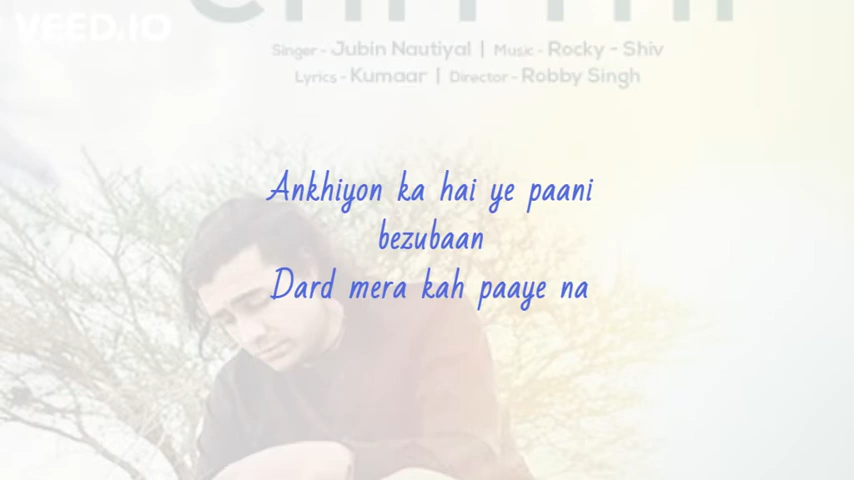 VEED.IO
Singer - Jubin Nautiyal | Music - Rocky - Shiv
Lyrics - Kumaar | Director - Robby Singh
Ankhiyon ka hai ye paani
bezubaan
Dard mera kah paaye na